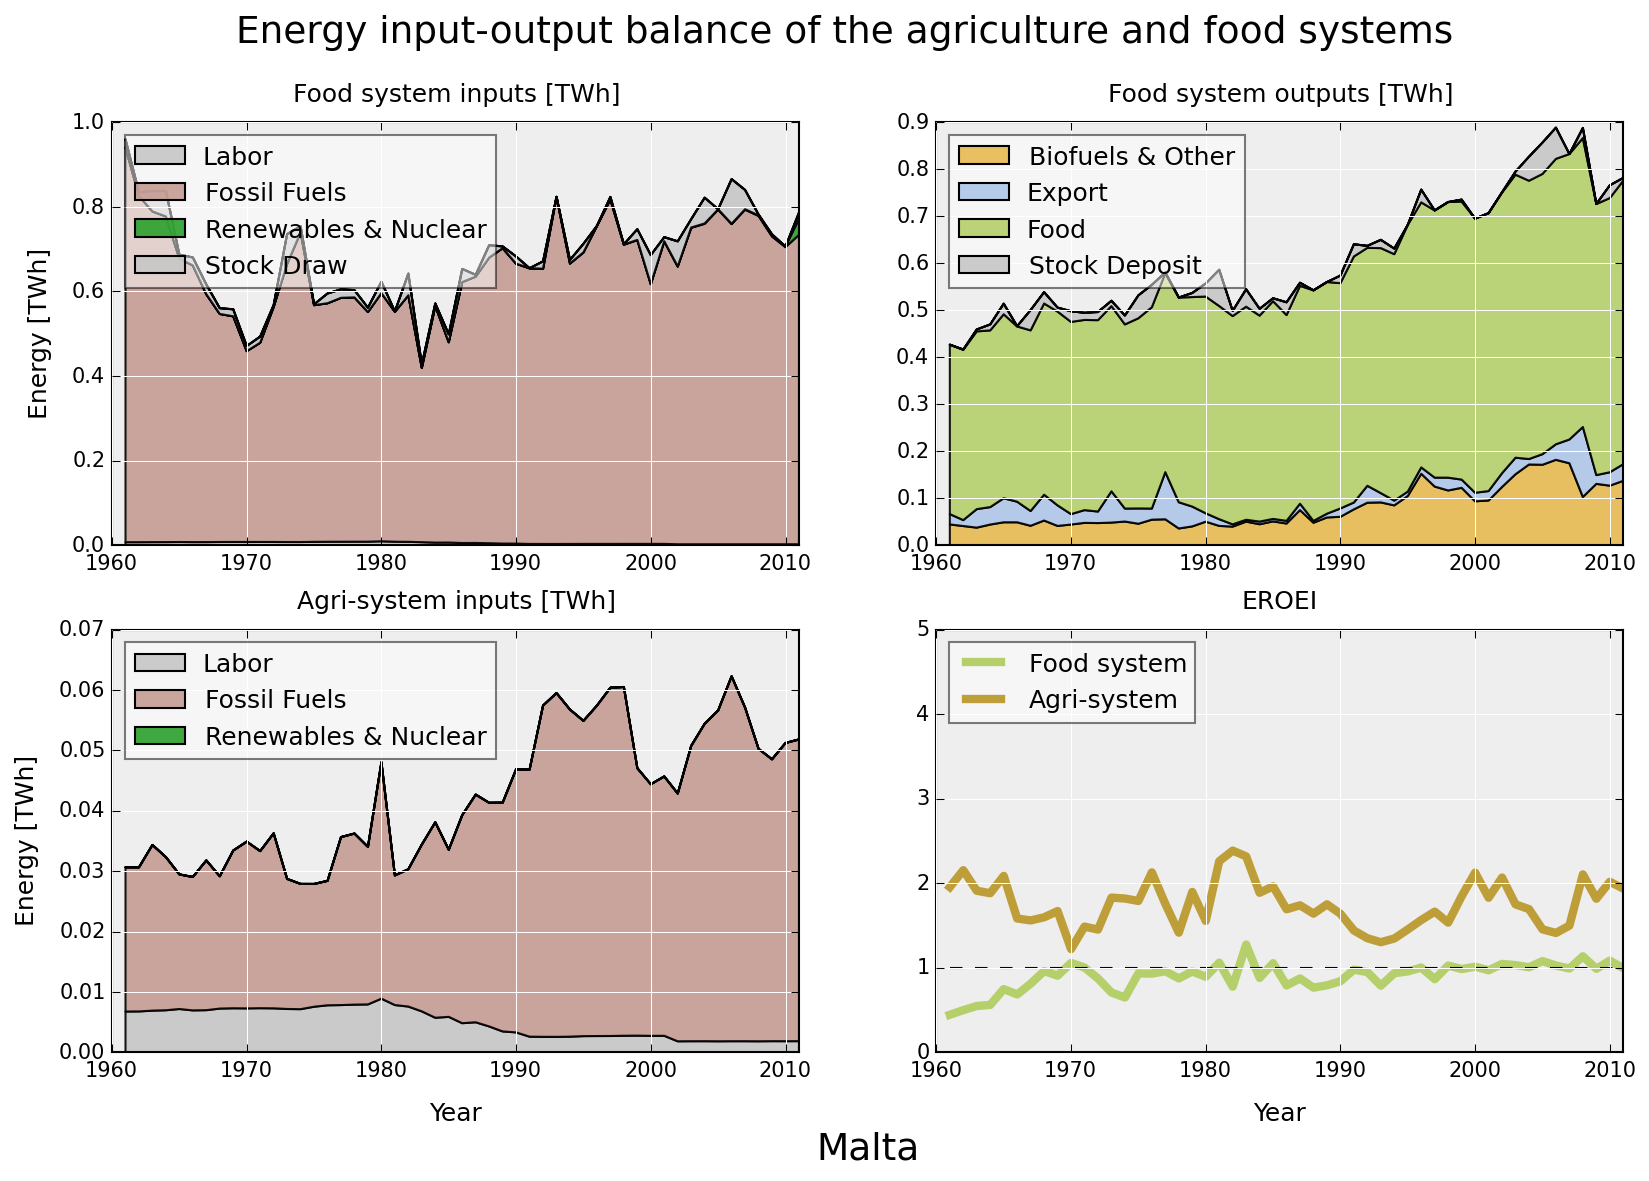 Energy input-output balance of the agriculture and food systems
Food system inputs [TWh]
Energy [TWh]
1.0
0.8
0.6
0.4
0.2
0.0
Labor
Fossil Fuels
Renewables & Nuclear
Stock Draw
1960 1970 1980 1990 2000 2010
Food system outputs [TWh]
0.9
0.8
0.7
0.6
0.5
0.4
0.3
0.2
0.1
0.0
Biofuels & Other
Export
Food
Stock Deposit
1960 1970 1980 1990 2000 2010
Agri-system inputs [TWh]
Energy [TWh]
0.07
0.06
0.05
0.04
0.03
0.02
0.01
0.00
Labor
Fossil Fuels
Renewables & Nuclear
1960 1970 1980 1990 2000 2010
Year
EROEI
5
4
3
2
1
0
Food system
Agri-system
1960 1970 1980 1990 2000 2010
Year
Malta